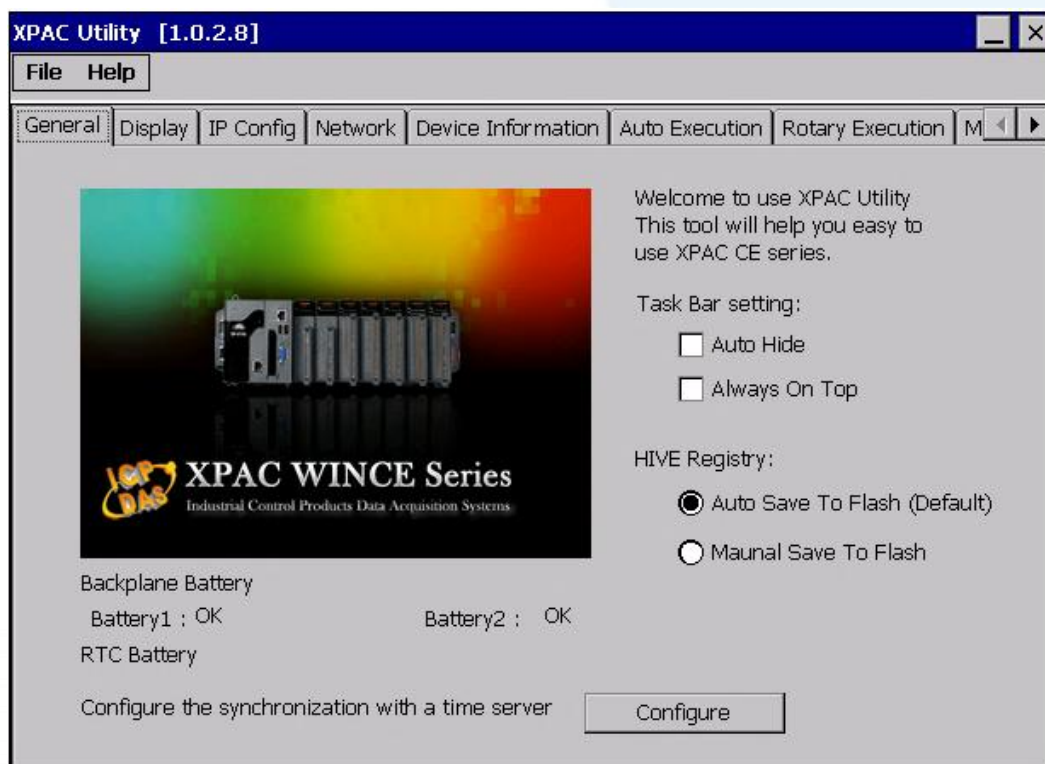 XPAC Utility [1.0.2.8]
File Help
General Display IP Config Network Device Information Auto Execution Rotary Execution M
Welcome to use XPAC Utility
This tool will help you easy to
use XPAC CE series.
Task Bar setting:
Auto Hide
Always On Top
HIVE Registry:
Auto Save To Flash (Default)
Maunal Save To Flash
ICP DAS
XPAC WINCE Series
Industrial Control Products Data Acquisition Systems
Backplane Battery
Battery1 : OK Battery2 : OK
RTC Battery
Configure the synchronization with a time server Configure